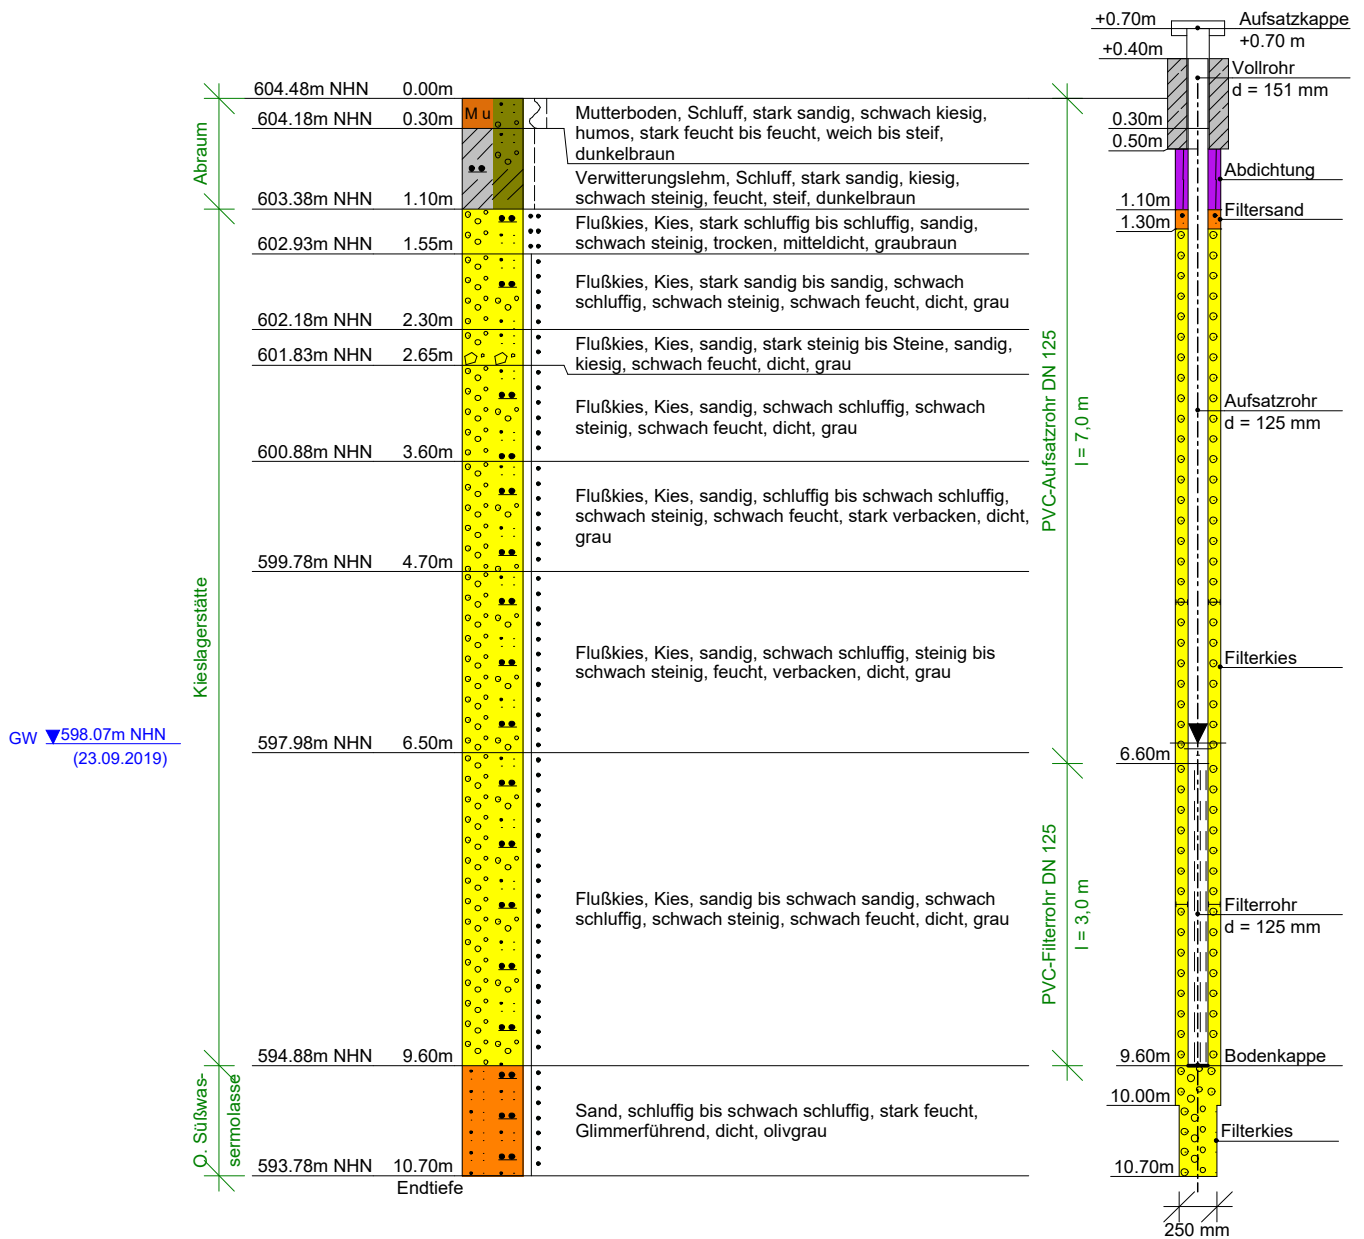 Abraum
Kieslagerstätte
O. Süßwas-
sermolasse
GW
598.07m NHN
(23.09.2019)
604.48m NHN 0.00m
604.18m NHN 0.30m
603.38m NHN 1.10m
602.93m NHN 1.55m
602.18m NHN 2.30m
601.83m NHN 2.65m
600.88m NHN 3.60m
599.78m NHN 4.70m
597.98m NHN 6.50m
594.88m NHN 9.60m
593.78m NHN 10.70m
Endtiefe
M u
Mutterboden, Schluff, stark sandig, schwach kiesig,
humos, stark feucht bis feucht, weich bis steif,
dunkelbraun
Verwitterungslehm, Schluff, stark sandig, kiesig,
schwach steinig, feucht, steif, dunkelbraun
Flußkies, Kies, stark schluffig bis schluffig, sandig,
schwach steinig, trocken, mitteldicht, graubraun
Flußkies, Kies, stark sandig bis sandig, schwach
schluffig, schwach steinig, schwach feucht, dicht, grau
Flußkies, Kies, sandig, stark steinig bis Steine, sandig,
kiesig, schwach feucht, dicht, grau
Flußkies, Kies, sandig, schwach schluffig, schwach
steinig, schwach feucht, dicht, grau
Flußkies, Kies, sandig, schluffig bis schwach schluffig,
schwach steinig, schwach feucht, stark verbacken, dicht,
grau
Flußkies, Kies, sandig, schwach schluffig, steinig bis
schwach steinig, feucht, verbacken, dicht, grau
Flußkies, Kies, sandig bis schwach sandig, schwach
schluffig, schwach steinig, schwach feucht, dicht, grau
Sand, schluffig bis schwach schluffig, stark feucht,
Glimmerführend, dicht, olivgrau
PVC-Aufsatzrohr DN 125
l = 7,0 m
PVC-Filterrohr DN 125
l = 3,0 m
+0.70m
+0.40m
0.30m
0.50m
1.10m
1.30m
6.60m
9.60m
10.00m
10.70m
Aufsatzkappe
+0.70 m
Vollrohr
d = 151 mm
Abdichtung
Filtersand
Aufsatzrohr
d = 125 mm
Filterkies
Filterrohr
d = 125 mm
Bodenkappe
Filterkies
250 mm